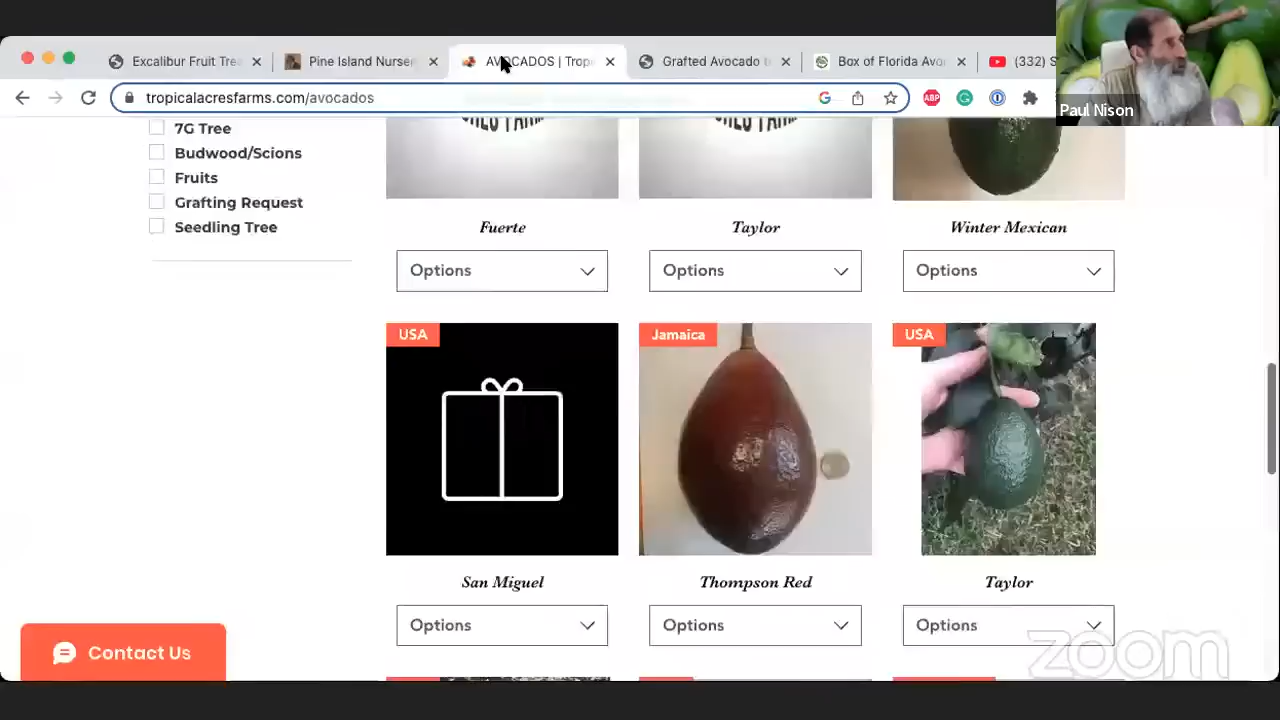 Excalibur Fruit Tre
Pine Island Nurse
AVOCADOS | Trop
Grafted Avocado t
Box of Florida Avo
(332) S
tropicalacresfarms.com/avocados
ABP
Paul Nison
7G Tree
Budwood/Scions
Fruits
Grafting Request
Seedling Tree
Fuerte
Taylor
Winter Mexican
Options
Options
Options
USA
Jamaica
USA
San Miguel
Thompson Red
Taylor
Options
Options
Options
Contact Us
zoom